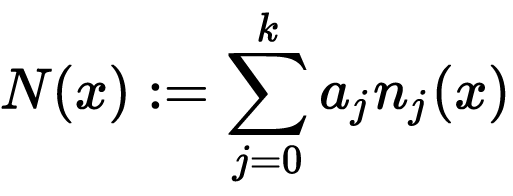 N(x) := \sum_{j=0}^{k} a_j n_j(x)